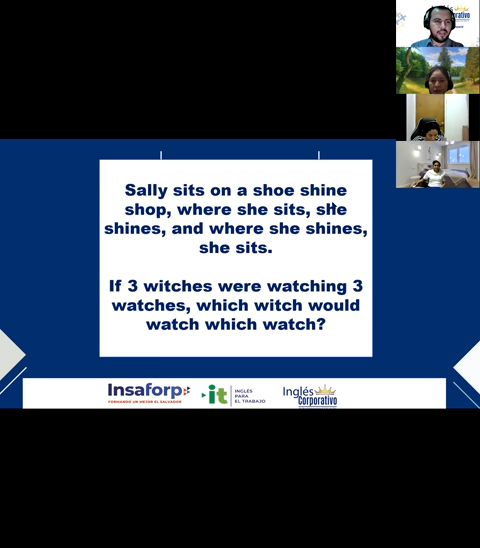 Sally sits on a shoe shine
shop, where she sits, she
shines, and where she shines,
she sits.
If 3 witches were watching 3
watches, which witch would
watch which watch?
Insaforp
FORMANDO UN MEJOR EL SALVADOR
it
INGLÉS
PARA
EL TRABAJO
Inglés
Corporativo